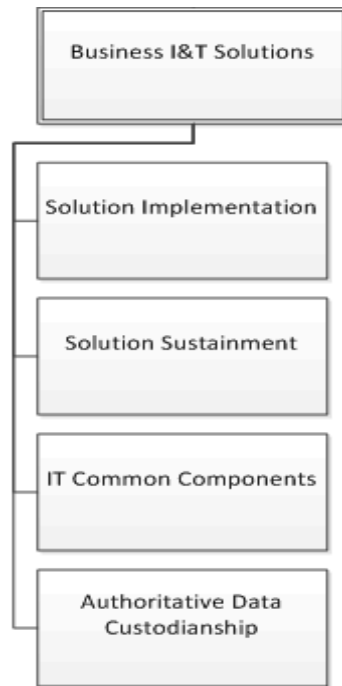 Business I&T Solutions
Solution Implementation
Solution Sustainment
IT Common Components
Authoritative Data
Custodianship